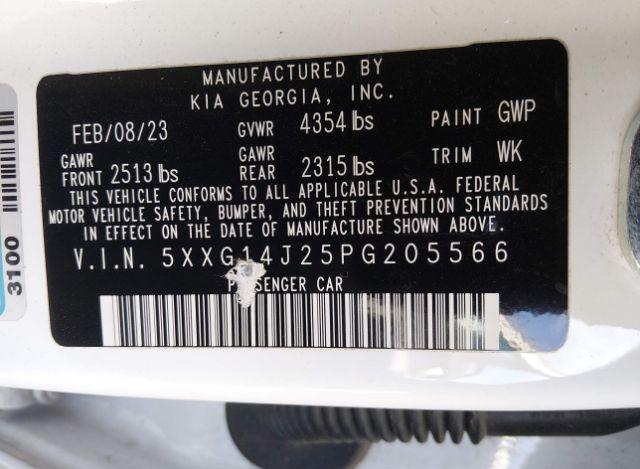 MANUFACTURED BY
KIA GEORGIA, INC.
FEB/08/23 GVWR 4354 lbs PAINT GWP
GAWR FRONT 2513 lbs GAWR REAR 2315 lbs TRIM WK
THIS VEHICLE CONFORMS TO ALL APPLICABLE U.S.A. FEDERAL
MOTOR VEHICLE SAFETY, BUMPER, AND THEFT PREVENTION STANDARDS
IN EFFECT ON THE DATE OF MANUFACTURE SHOWN ABOVE.
V.I.N. 5XXG14J25PG205566
PASSENGER CAR
3100